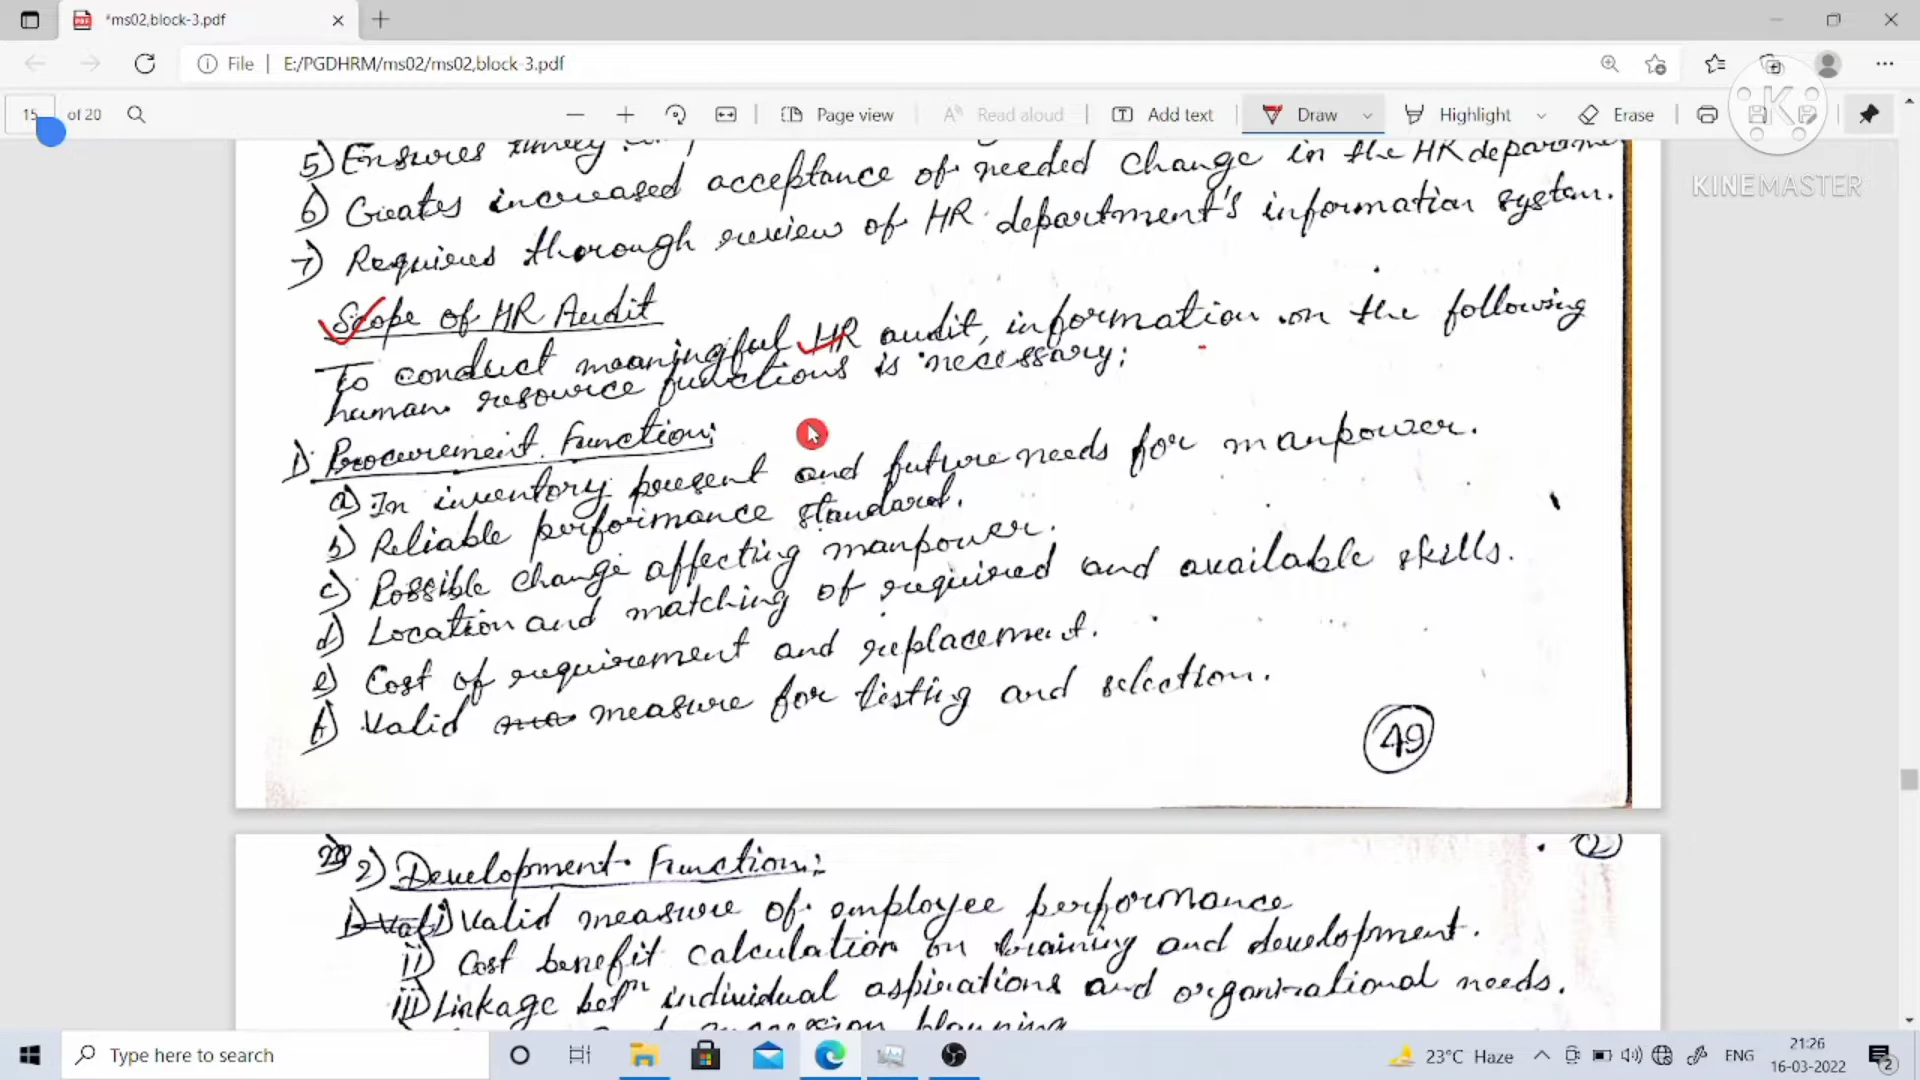 *ms02,block-3.pdf
File E:/PGDHRM/ms02/ms02,block-3.pdf
15 of 20 Page view Read aloud Add text Draw Highlight Erase
KINEMASTER
5) Ensures timely
6) Creates increased acceptance of needed change in the HR departme
7) Requires thorough review of HR department's information system.
Scope of HR Audit
To conduct meaningful HR audit, information on the following
human resource functions is necessary:
1) Procurement Function:
a) In inventory present and future needs for manpower.
b) Reliable performance standard.
c) Possible change affecting manpower.
d) Location and matching of required and available skills.
e) Cost of requirement and replacement.
f) Valid measure for testing and selection.
49
2) Development Function:
i) Valid measure of employee performance
ii) Cost benefit calculation on training and development.
iii) Linkage betn individual aspirations and organizational needs.
succession planning
Type here to search
23°C Haze ENG 21:26
16-03-2022
2